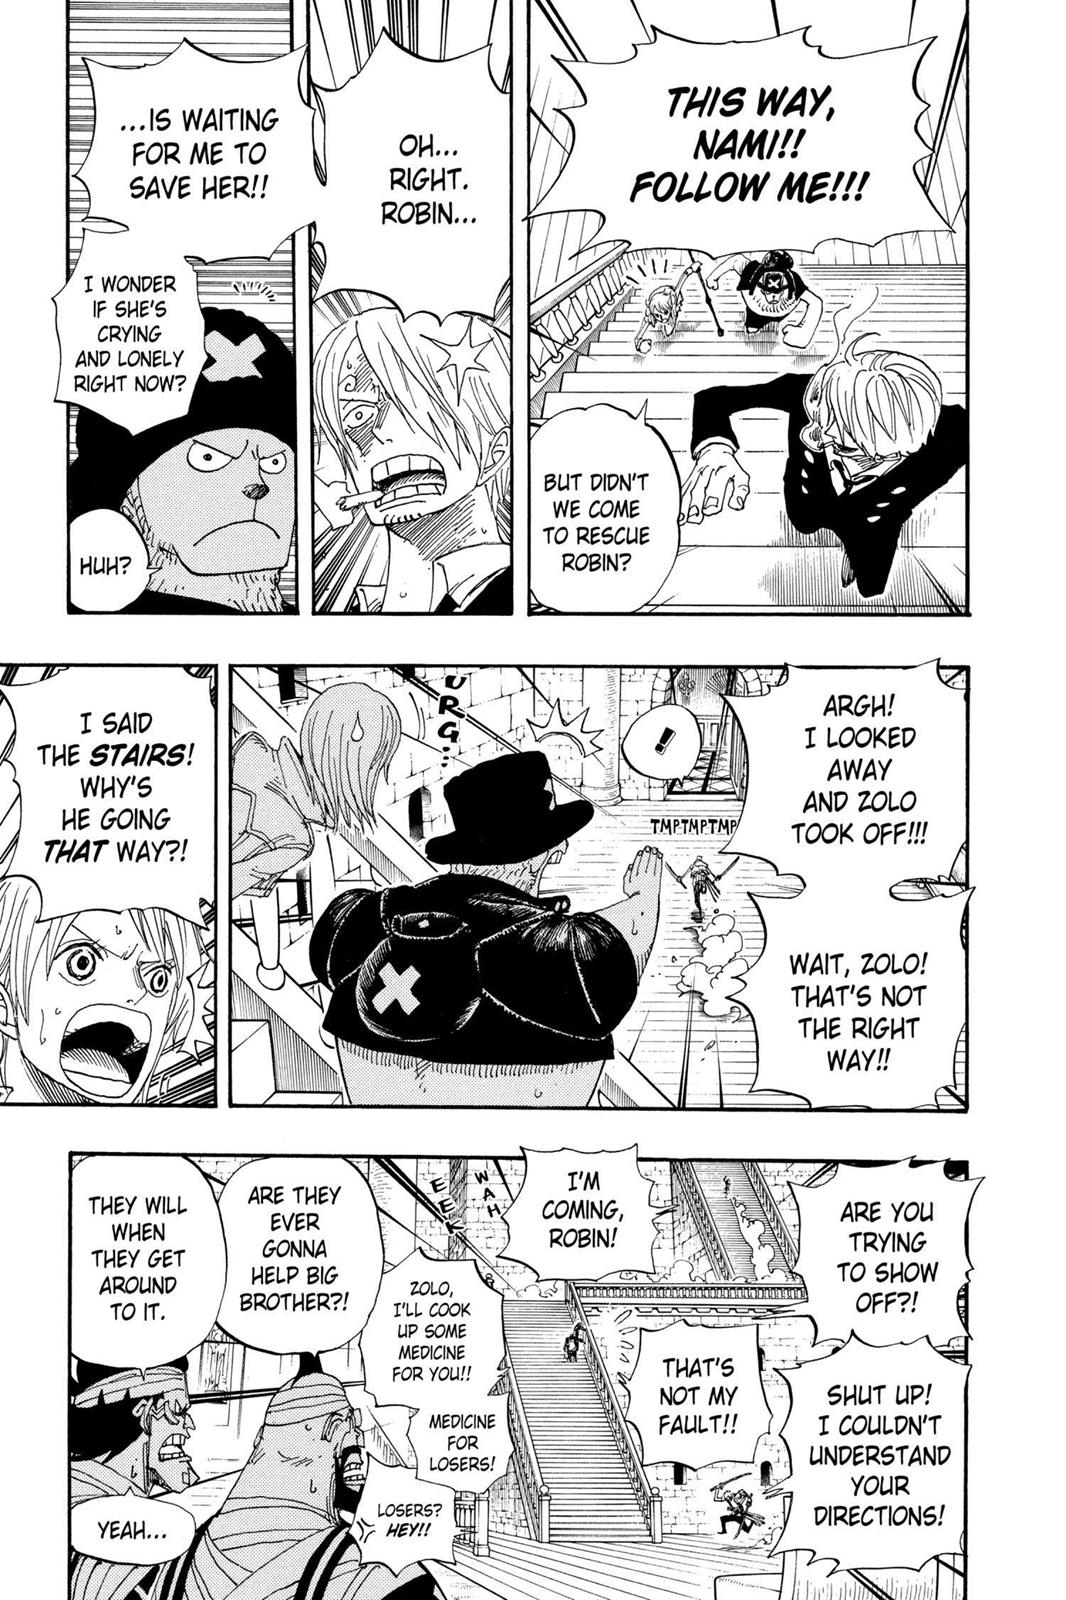 THIS WAY,
NAMI!!
FOLLOW ME!!!
BUT DIDN'T
WE COME
TO RESCUE
ROBIN?
OH...
RIGHT.
ROBIN...
...IS WAITING
FOR ME TO
SAVE HER!!
I WONDER
IF SHE'S
CRYING
AND LONELY
RIGHT NOW?
HUH?
ARGH!
I LOOKED
AWAY
AND ZOLO
TOOK OFF!!!
!
TMPTMPTMP
WAIT, ZOLO!
THAT'S NOT
THE RIGHT
WAY!!
URG...
I SAID
THE STAIRS!
WHY'S
HE GOING
THAT WAY?!
ARE YOU
TRYING
TO SHOW
OFF?!
SHUT UP!
I COULDN'T
UNDERSTAND
YOUR
DIRECTIONS!
I'M
COMING,
ROBIN!
THAT'S
NOT MY
FAULT!!
WAH
EEK
ZOLO,
I'LL COOK
UP SOME
MEDICINE
FOR YOU!!
MEDICINE
FOR
LOSERS!
LOSERS?
HEY!!
ARE THEY
EVER
GONNA
HELP BIG
BROTHER?!
THEY WILL
WHEN
THEY GET
AROUND
TO IT.
YEAH...